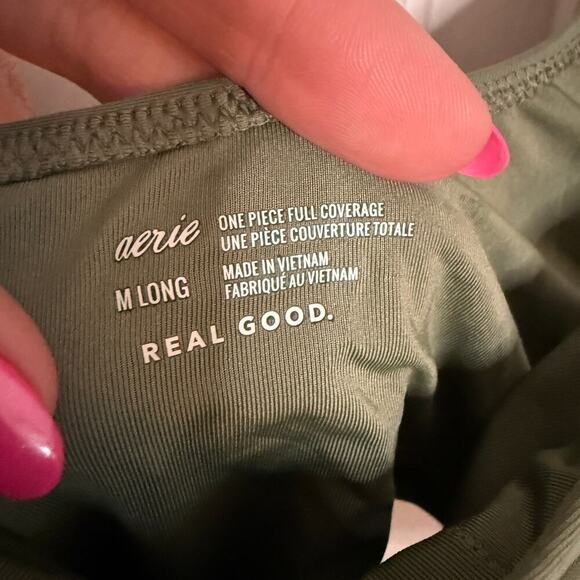 aerie
ONE PIECE FULL COVERAGE
UNE PIÈCE COUVERTURE TOTALE
M LONG
MADE IN VIETNAM
FABRIQUÉ AU VIETNAM
REAL GOOD.